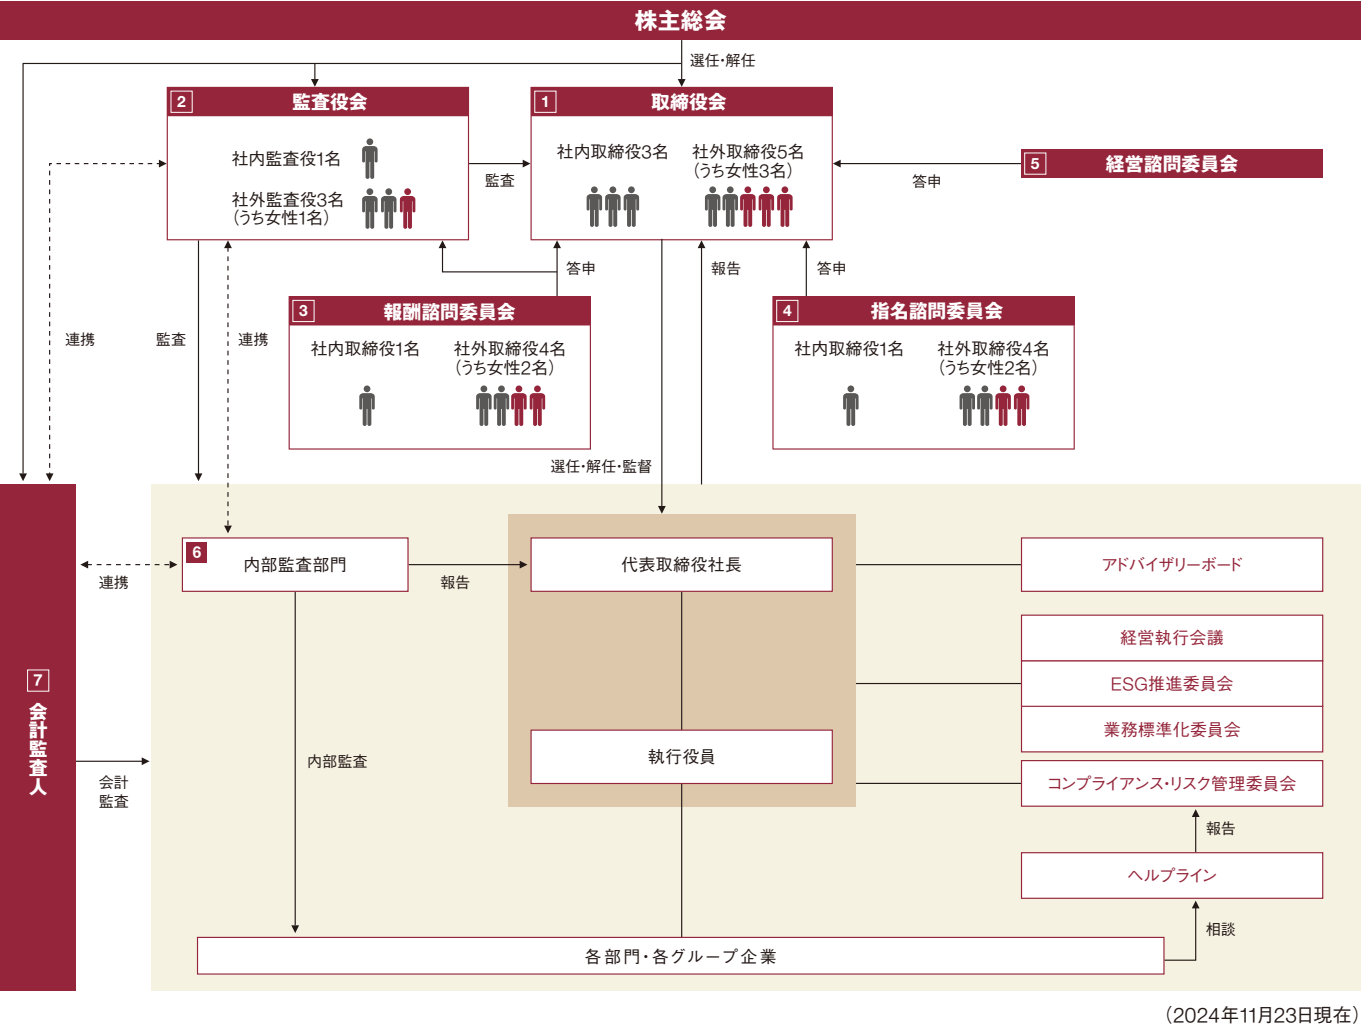 株主総会
選任・解任
2 監査役会
社内監査役1名
社外監査役3名
(うち女性1名)
監査
1 取締役会
社内取締役3名
社外取締役5名
(うち女性3名)
答申
5 経営諮問委員会
答申
報告
答申
3 報酬諮問委員会
社内取締役1名
社外取締役4名
(うち女性2名)
4 指名諮問委員会
社内取締役1名
社外取締役4名
(うち女性2名)
連携
監査
連携
選任・解任・監督
7 会計監査人
連携
会計
監査
6 内部監査部門
報告
代表取締役社長
アドバイザリーボード
経営執行会議
ESG推進委員会
業務標準化委員会
内部監査
執行役員
コンプライアンス・リスク管理委員会
報告
ヘルプライン
相談
各部門・各グループ企業
(2024年11月23日現在)